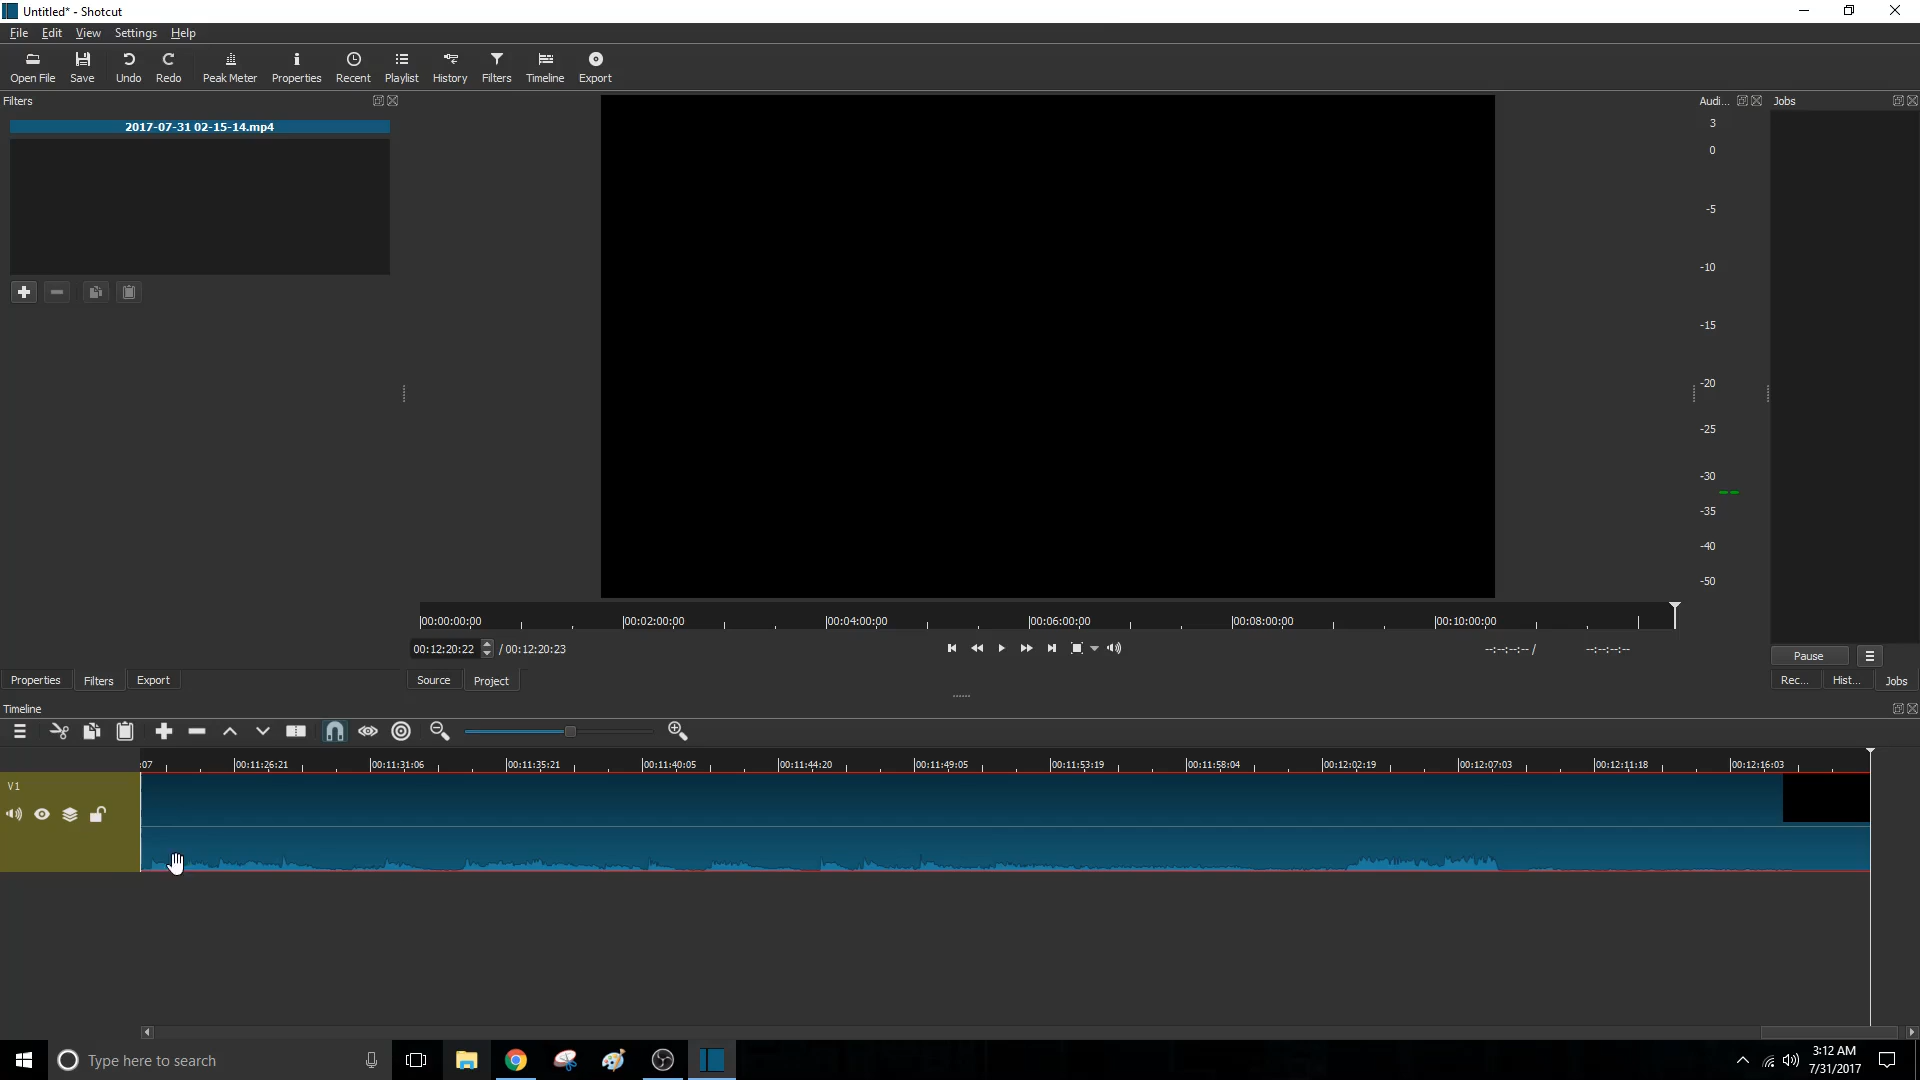 Untitled* - Shotcut
File Edit View Settings Help
Open File Save Undo Redo Peak Meter Properties Recent Playlist History Filters Timeline Export
Filters
2017-07-31 02-15-14.mp4
Audi... Jobs
3
0
-5
-10
-15
-20
-25
-30
-35
-40
-50
00:00:00:00 00:02:00:00 00:04:00:00 00:06:00:00 00:08:00:00 00:10:00:00
00:12:20:22 / 00:12:20:23 --:--:--:-- / --:--:--:--
Pause
Properties Filters Export Source Project Rec... Hist... Jobs
Timeline
:07 00:11:26:21 00:11:31:06 00:11:35:21 00:11:40:05 00:11:44:20 00:11:49:05 00:11:53:19 00:11:58:04 00:12:02:19 00:12:07:03 00:12:11:18 00:12:16:03
V1
Type here to search
3:12 AM
7/31/2017